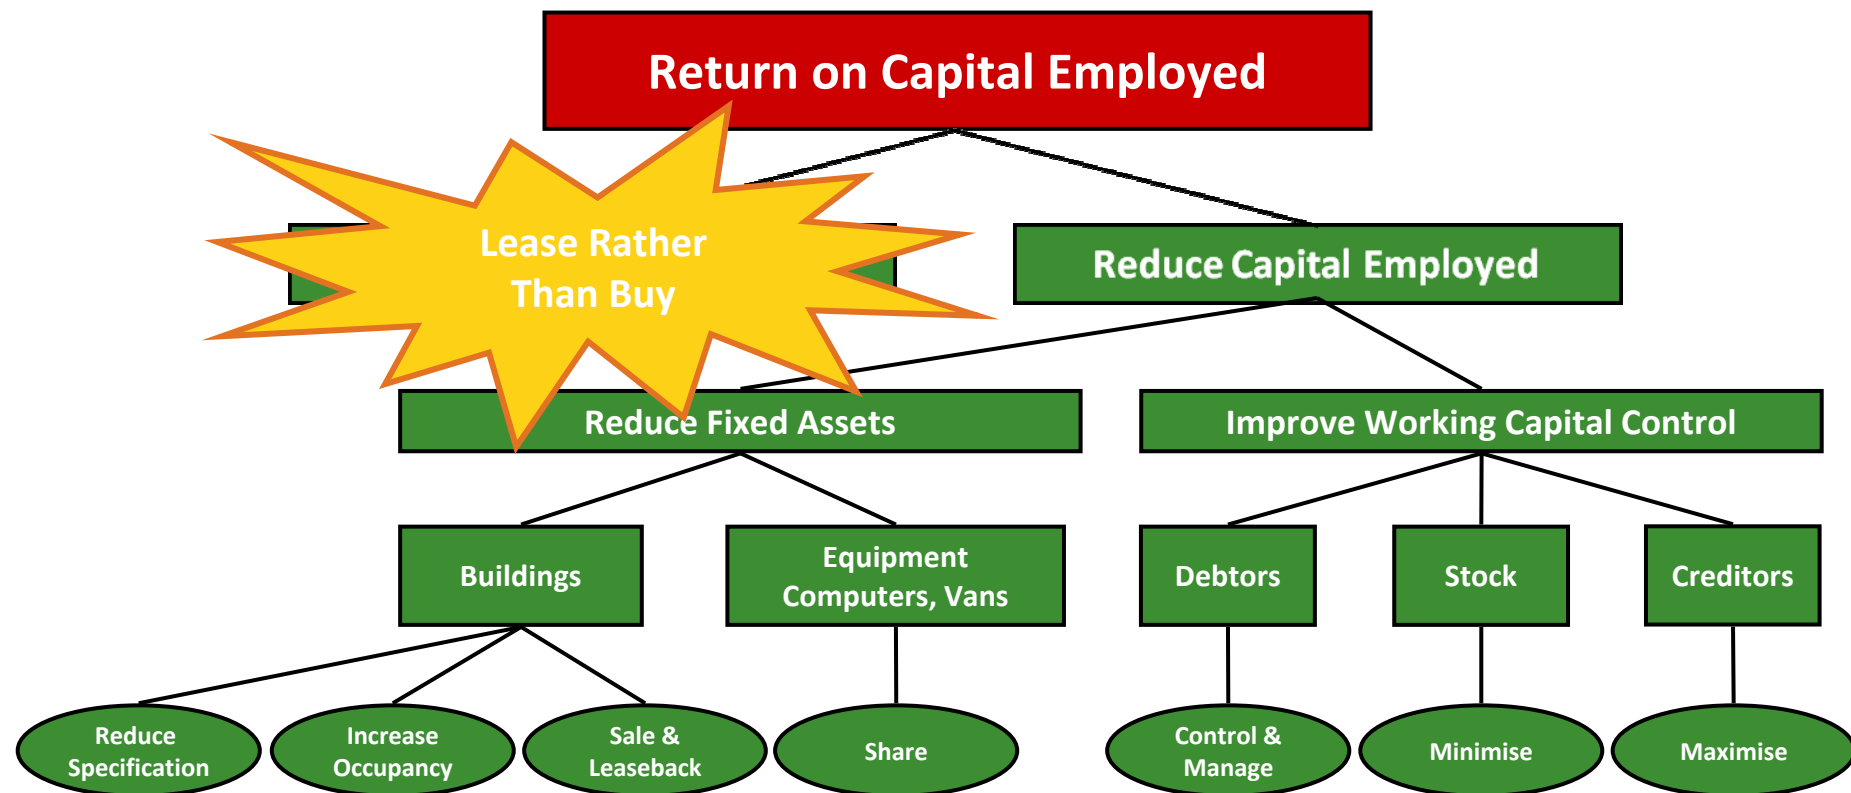 Return on Capital Employed
Lease Rather
Than Buy
Reduce Capital Employed
Reduce Fixed Assets
Improve Working Capital Control
Buildings
Equipment
Computers, Vans
Debtors
Stock
Creditors
Reduce
Specification
Increase
Occupancy
Sale &
Leaseback
Share
Control &
Manage
Minimise
Maximise